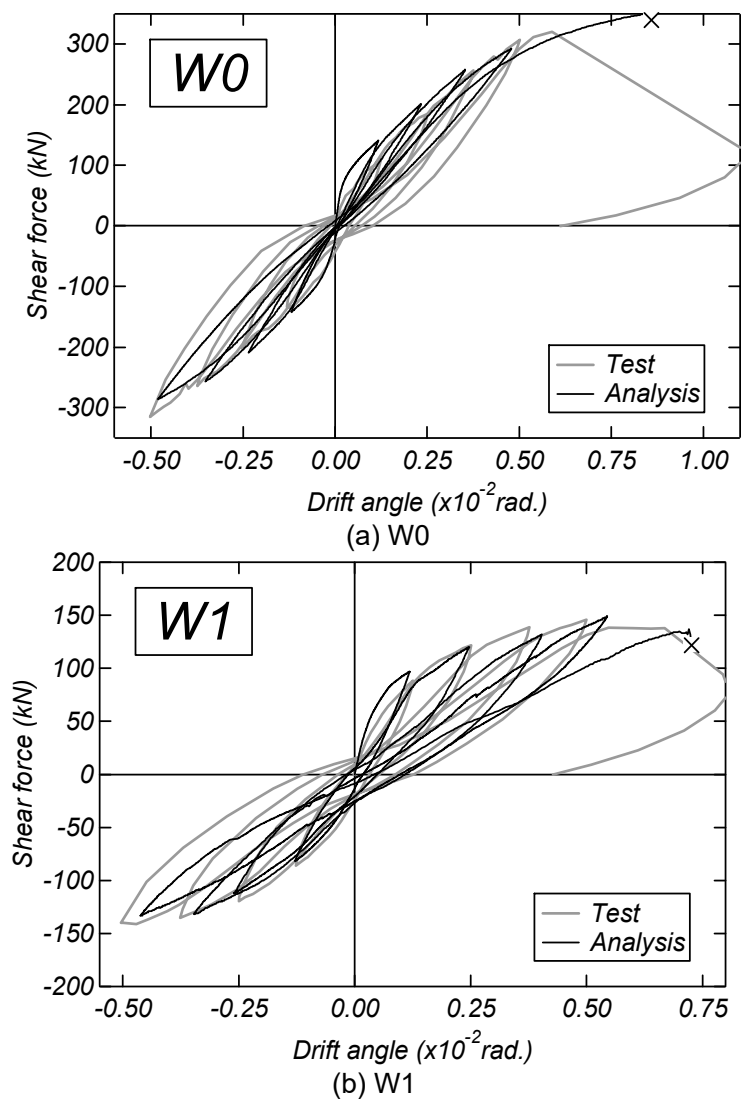 W0
Shear force (kN)
300
200
100
0
-100
-200
-300
Test
Analysis
-0.50 -0.25 0.00 0.25 0.50 0.75 1.00
Drift angle (x10-2rad.)
(a) W0
W1
Shear force (kN)
200
150
100
50
0
-50
-100
-150
-200
Test
Analysis
-0.50 -0.25 0.00 0.25 0.50 0.75
Drift angle (x10-2rad.)
(b) W1